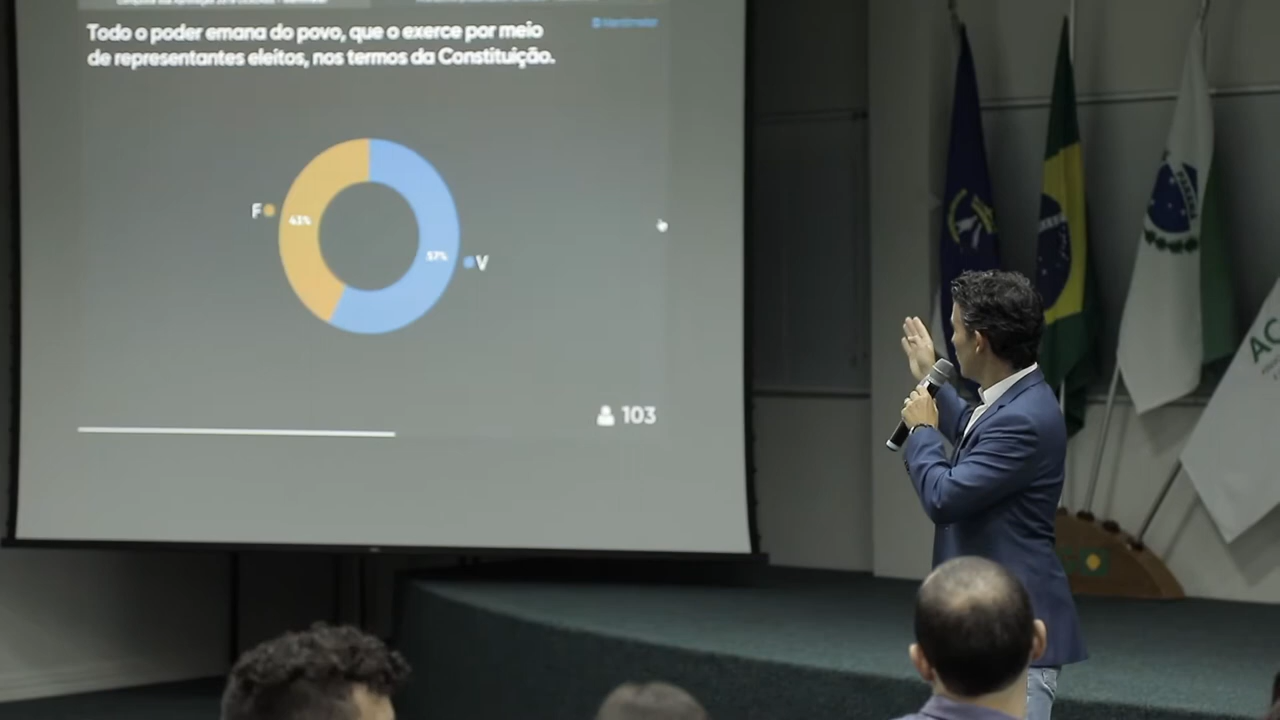 Todo o poder emana do povo, que o exerce por meio
de representantes eleitos, nos termos da Constituição.
F
43%
57%
V
103
PARANÁ